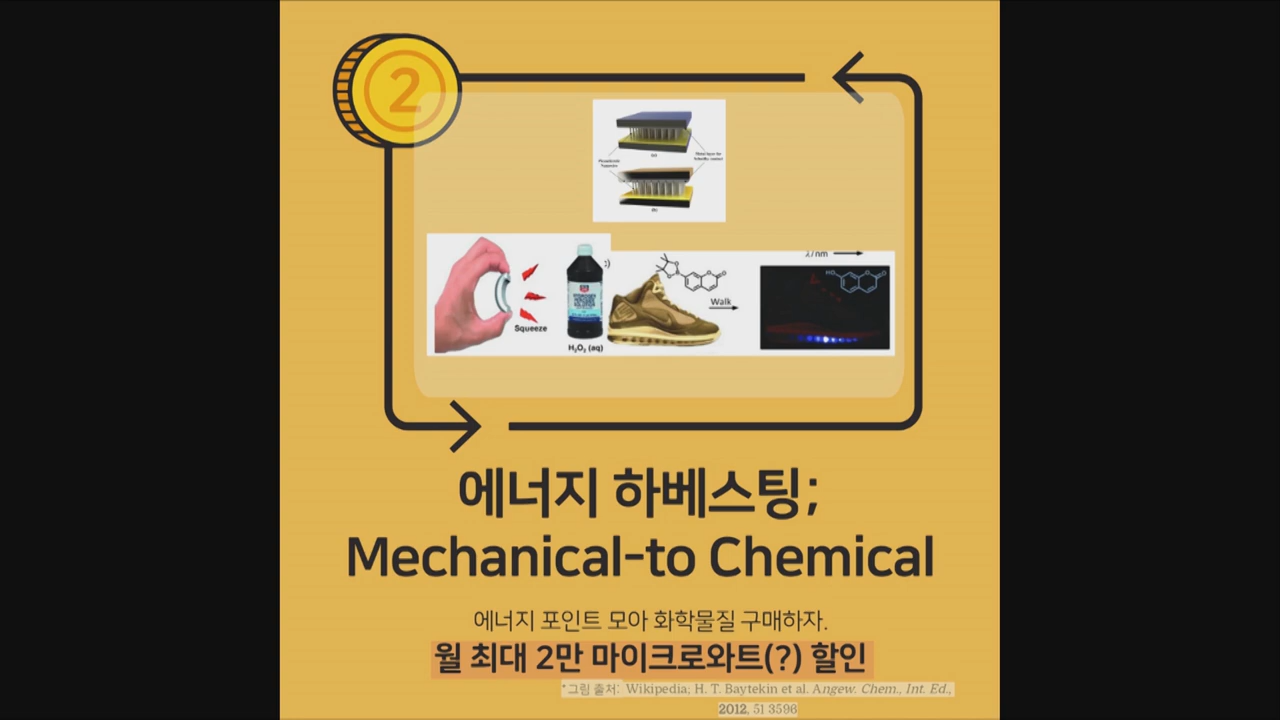 2
Squeeze
H₂O₂ (aq)
Walk
λ/nm
HO
에너지 하베스팅;
Mechanical-to Chemical
에너지 포인트 모아 화학물질 구매하자.
월 최대 2만 마이크로와트(?) 할인
*그림 출처: Wikipedia; H. T. Baytekin et al. Angew. Chem., Int. Ed.,
2012, 51 3596